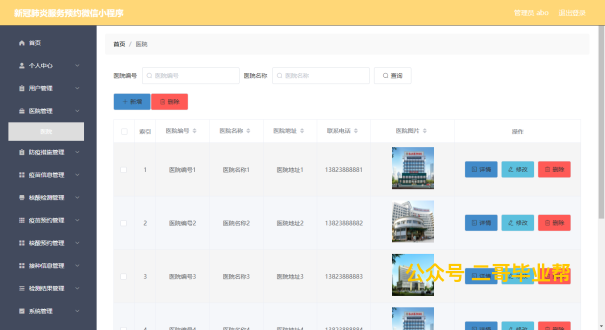 新冠肺炎服务预约微信小程序
管理员 abo 退出登录
首页
个人中心
用户管理
医院管理
医院
防疫措施管理
疫苗信息管理
核酸检测管理
疫苗预约管理
核酸预约管理
接种信息管理
检测结果管理
系统管理
首页 / 医院
医院编号 医院编号 医院名称 医院名称 查询
+ 新增 删除
索引 医院编号 医院名称 医院地址 联系电话 医院图片 操作
1 医院编号1 医院名称1 医院地址1 13823888881 详情 修改 删除
2 医院编号2 医院名称2 医院地址2 13823888882 详情 修改 删除
3 医院编号3 医院名称3 医院地址3 13823888883
公众号 二哥毕业帮
4 医院编号4 医院名称4 医院地址4 13823888884 详情 修改 删除